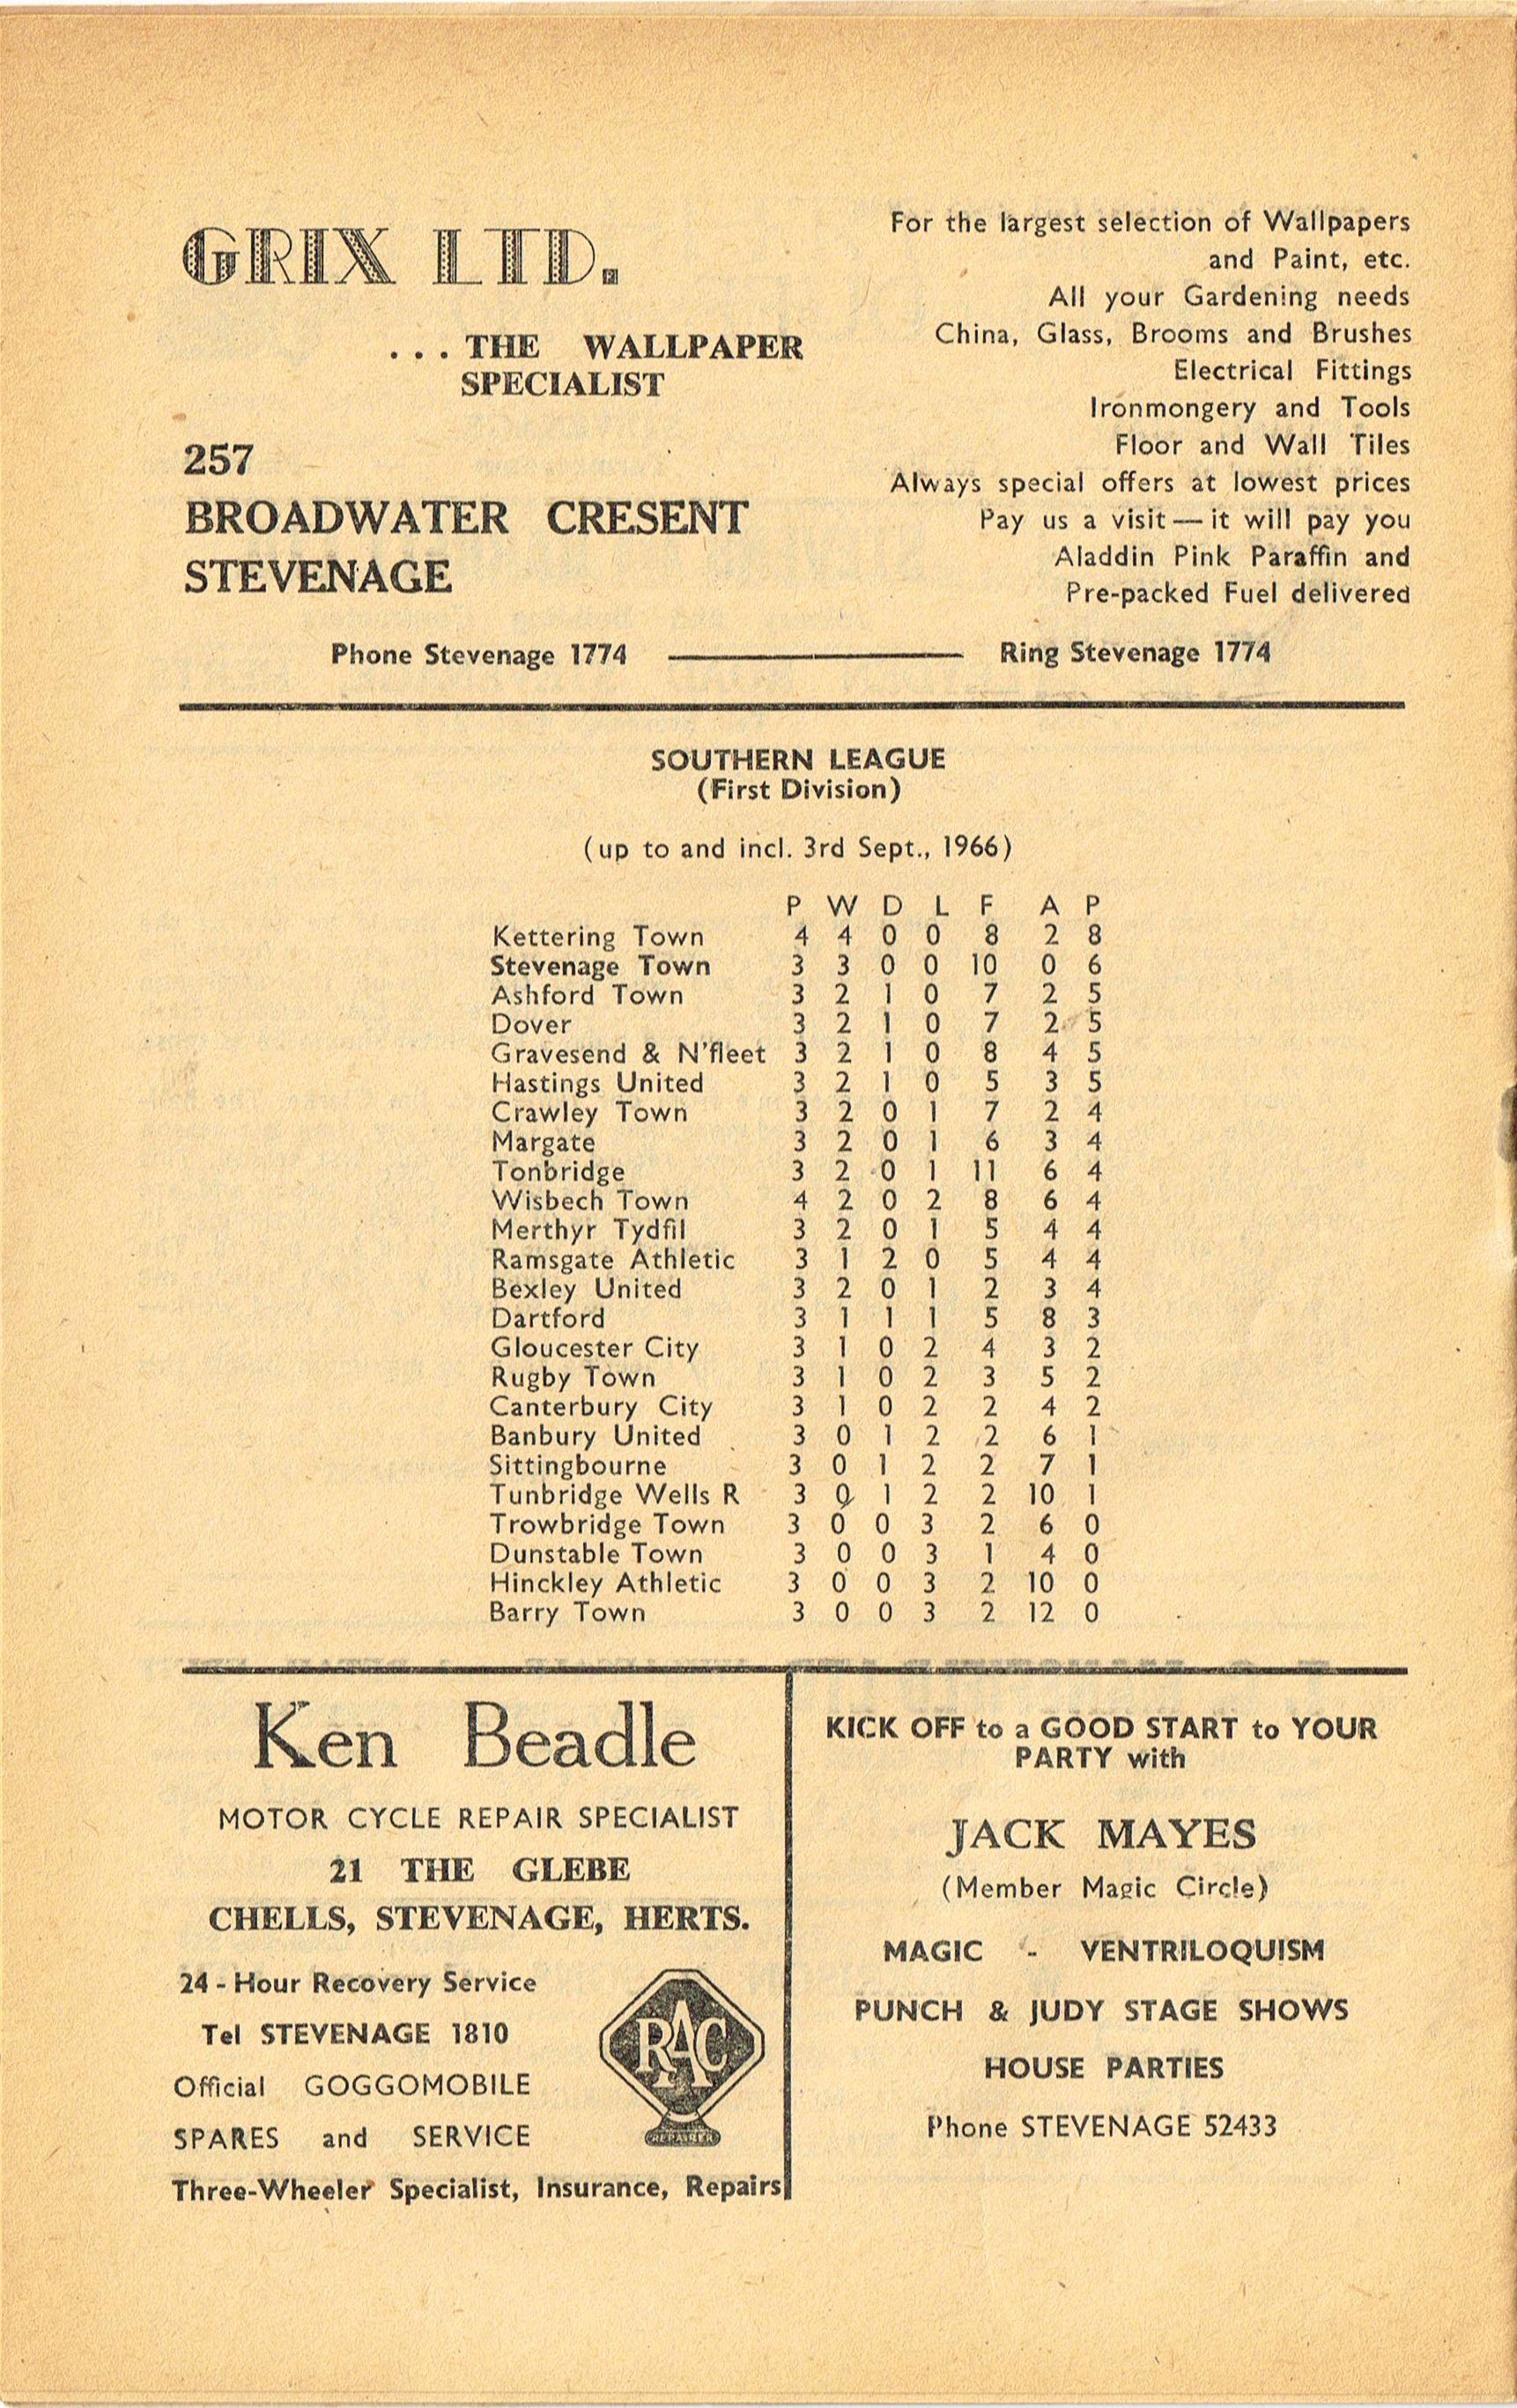 GRIX LTD.
... THE WALLPAPER
SPECIALIST
257
BROADWATER CRESENT
STEVENAGE
For the largest selection of Wallpapers
and Paint, etc.
All your Gardening needs
China, Glass, Brooms and Brushes
Electrical Fittings
Ironmongery and Tools
Floor and Wall Tiles
Always special offers at lowest prices
Pay us a visit — it will pay you
Aladdin Pink Paraffin and
Pre-packed Fuel delivered
Phone Stevenage 1774 ——— Ring Stevenage 1774
SOUTHERN LEAGUE
(First Division)
(up to and incl. 3rd Sept., 1966)
P W D L F A P
Kettering Town 4 4 0 0 8 2 8
Stevenage Town 3 3 0 0 10 0 6
Ashford Town 3 2 1 0 7 2 5
Dover 3 2 1 0 7 2 5
Gravesend & N'fleet 3 2 1 0 8 4 5
Hastings United 3 2 1 0 5 3 5
Crawley Town 3 2 0 1 7 2 4
Margate 3 2 0 1 6 3 4
Tonbridge 3 2 0 1 11 6 4
Wisbech Town 4 2 0 2 8 6 4
Merthyr Tydfil 3 2 0 1 5 4 4
Ramsgate Athletic 3 1 2 0 5 4 4
Bexley United 3 2 0 1 2 3 4
Dartford 3 1 1 1 5 8 3
Gloucester City 3 1 0 2 4 3 2
Rugby Town 3 1 0 2 3 5 2
Canterbury City 3 1 0 2 2 4 2
Banbury United 3 0 1 2 2 6 1
Sittingbourne 3 0 1 2 2 7 1
Tunbridge Wells R 3 0 1 2 2 10 1
Trowbridge Town 3 0 0 3 2 6 0
Dunstable Town 3 0 0 3 1 4 0
Hinckley Athletic 3 0 0 3 2 10 0
Barry Town 3 0 0 3 2 12 0
Ken Beadle
MOTOR CYCLE REPAIR SPECIALIST
21 THE GLEBE
CHELLS, STEVENAGE, HERTS.
24 - Hour Recovery Service
Tel STEVENAGE 1810
Official GOGGOMOBILE
SPARES and SERVICE
Three-Wheeler Specialist, Insurance, Repairs
RAC
REPAIRER
KICK OFF to a GOOD START to YOUR
PARTY with
JACK MAYES
(Member Magic Circle)
MAGIC - VENTRILOQUISM
PUNCH & JUDY STAGE SHOWS
HOUSE PARTIES
Phone STEVENAGE 52433